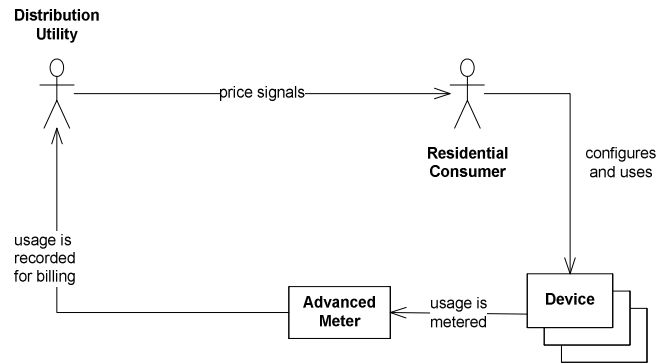 Distribution
Utility
price signals
Residential
Consumer
configures
and uses
usage is
recorded
for billing
Advanced
Meter
usage is
metered
Device